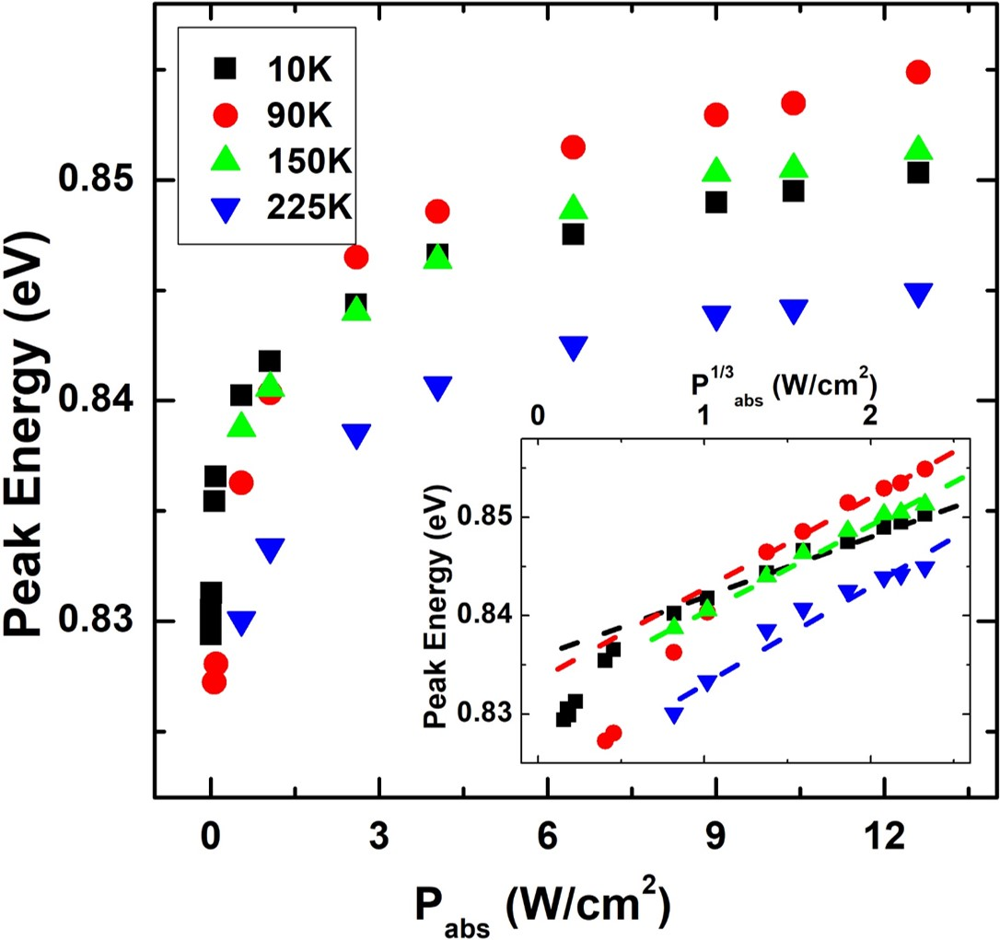 10K
90K
150K
225K
0.85
0.84
0.83
Peak Energy (eV)
0 3 6 9 12
Pabs (W/cm2)
P1/3abs (W/cm2)
0 1 2
0.85
0.84
0.83
Peak Energy (eV)